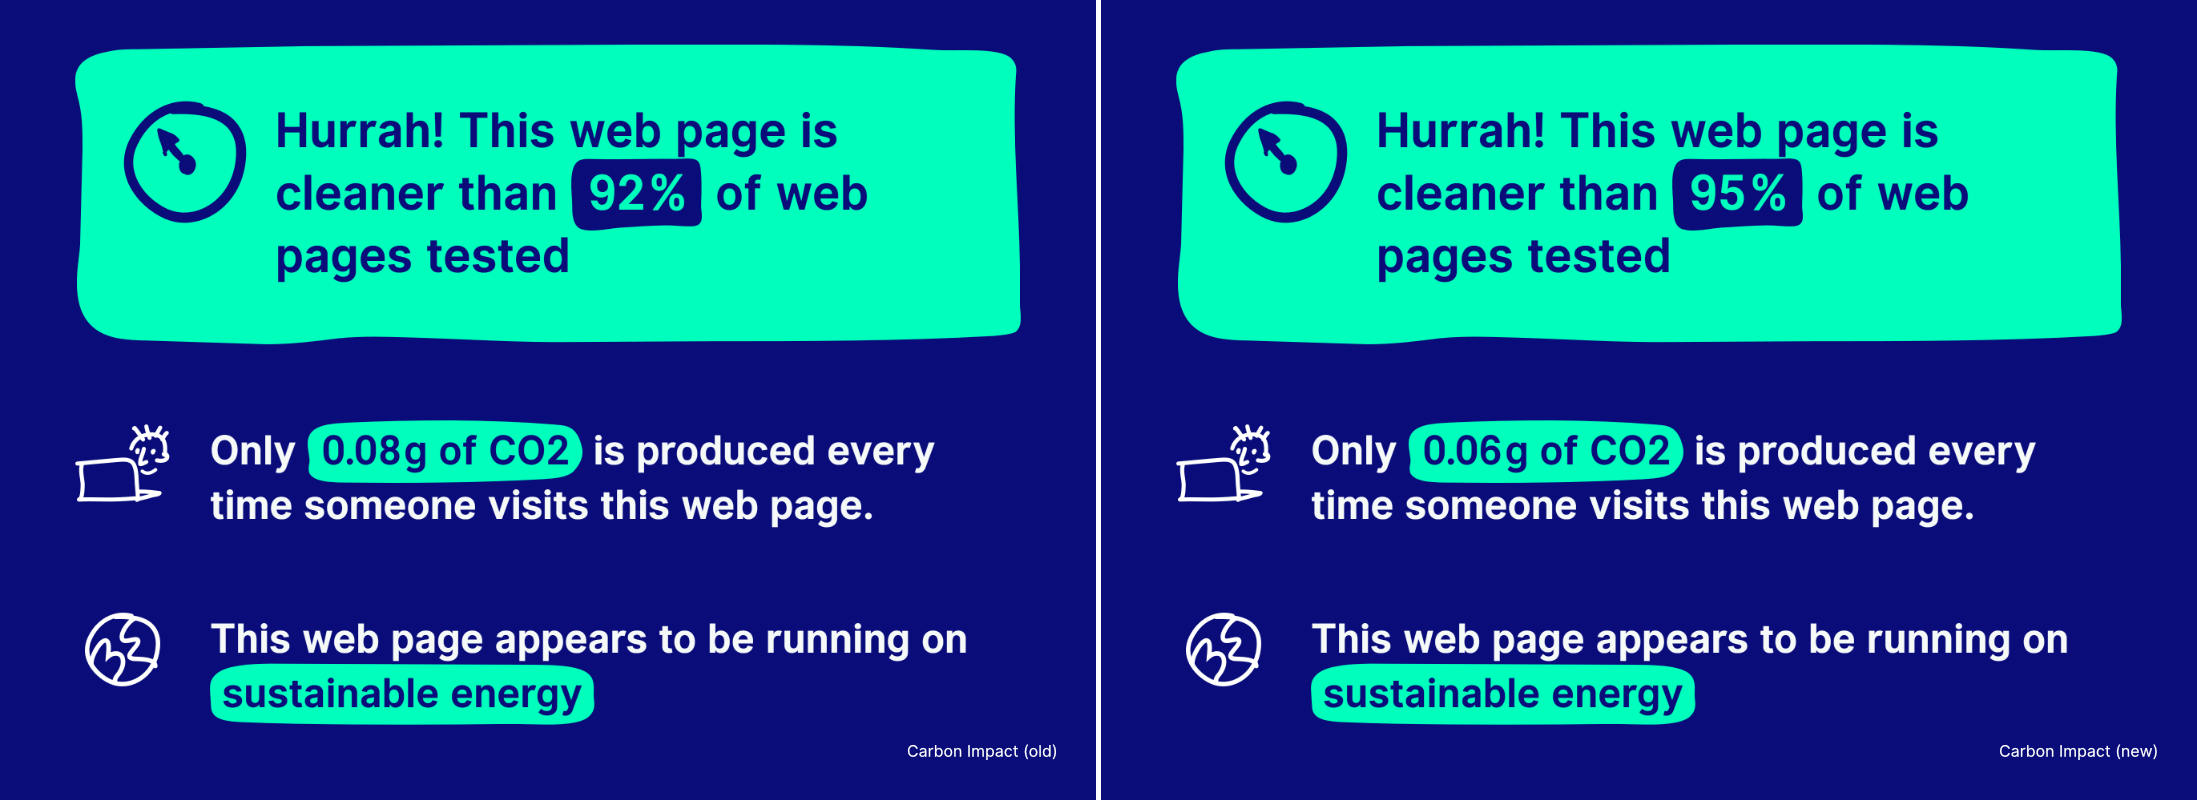 Hurrah! This web page is
cleaner than 92% of web
pages tested
Only 0.08g of CO2 is produced every
time someone visits this web page.
This web page appears to be running on
sustainable energy
Carbon Impact (old)
Hurrah! This web page is
cleaner than 95% of web
pages tested
Only 0.06g of CO2 is produced every
time someone visits this web page.
This web page appears to be running on
sustainable energy
Carbon Impact (new)